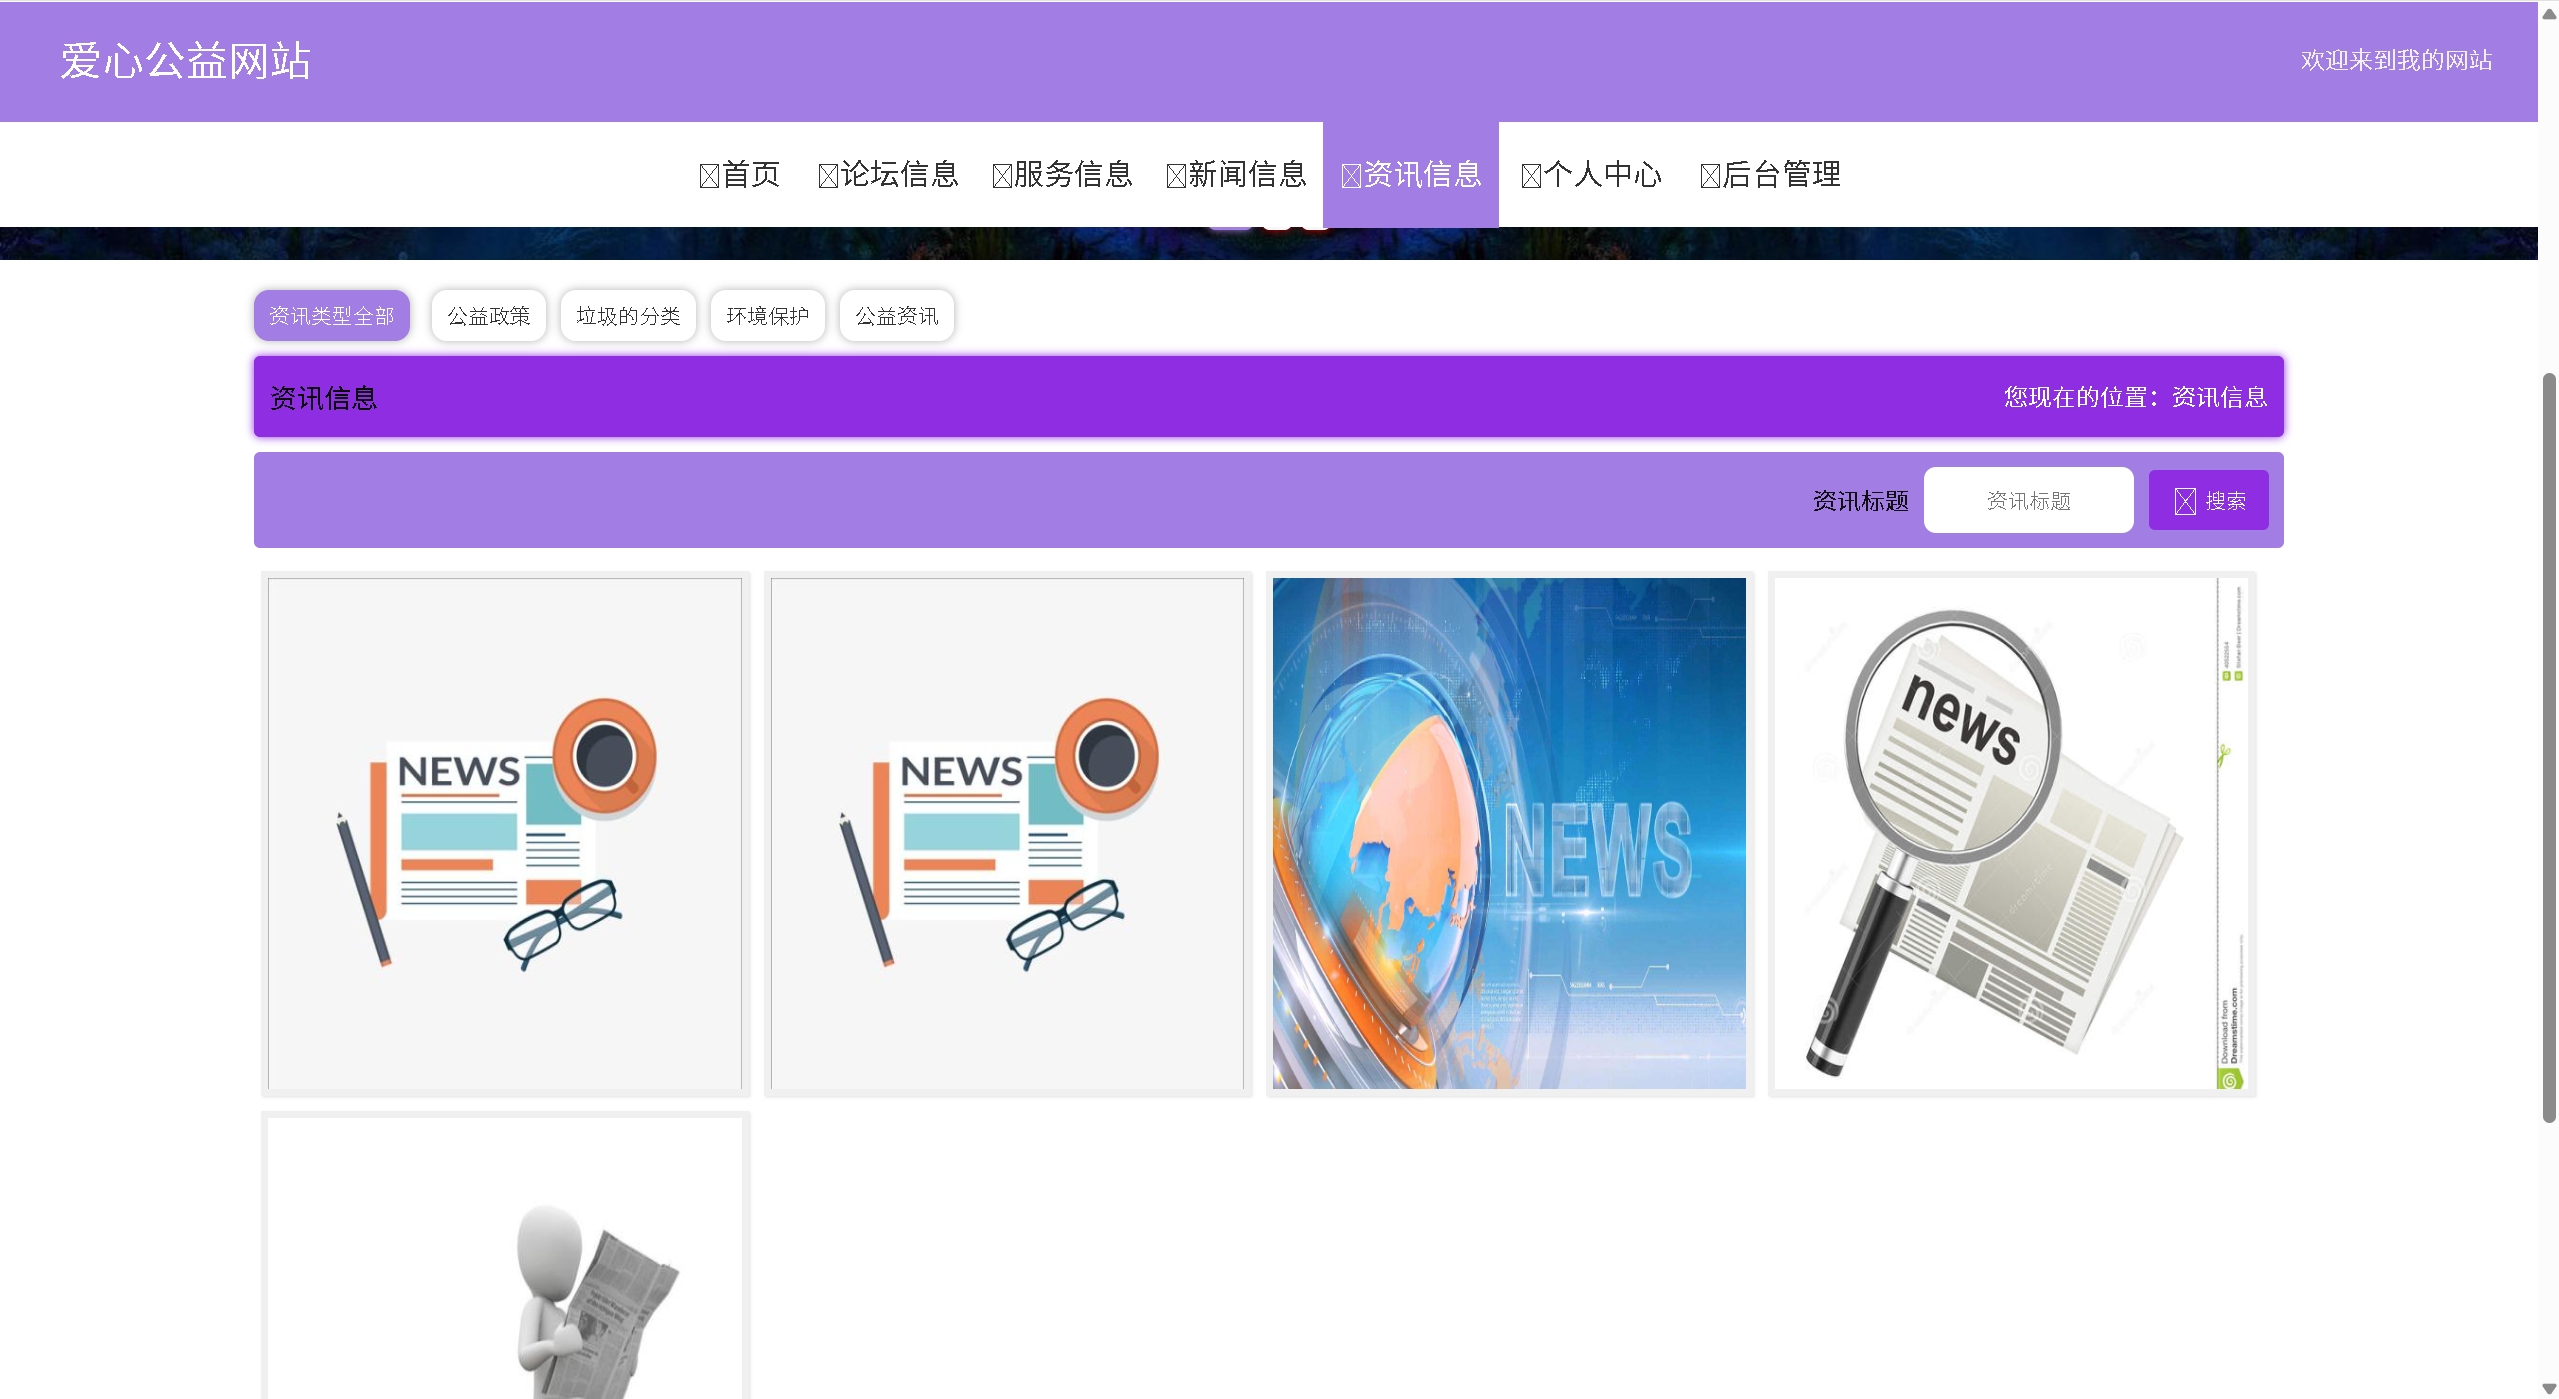 爱心公益网站
欢迎来到我的网站
首页 论坛信息 服务信息 新闻信息 资讯信息 个人中心 后台管理
资讯类型全部 公益政策 垃圾的分类 环境保护 公益资讯
资讯信息
您现在的位置：资讯信息
资讯标题 资讯标题 搜索
NEWS
NEWS
NEWS
news
Download from
Dreamstime.com